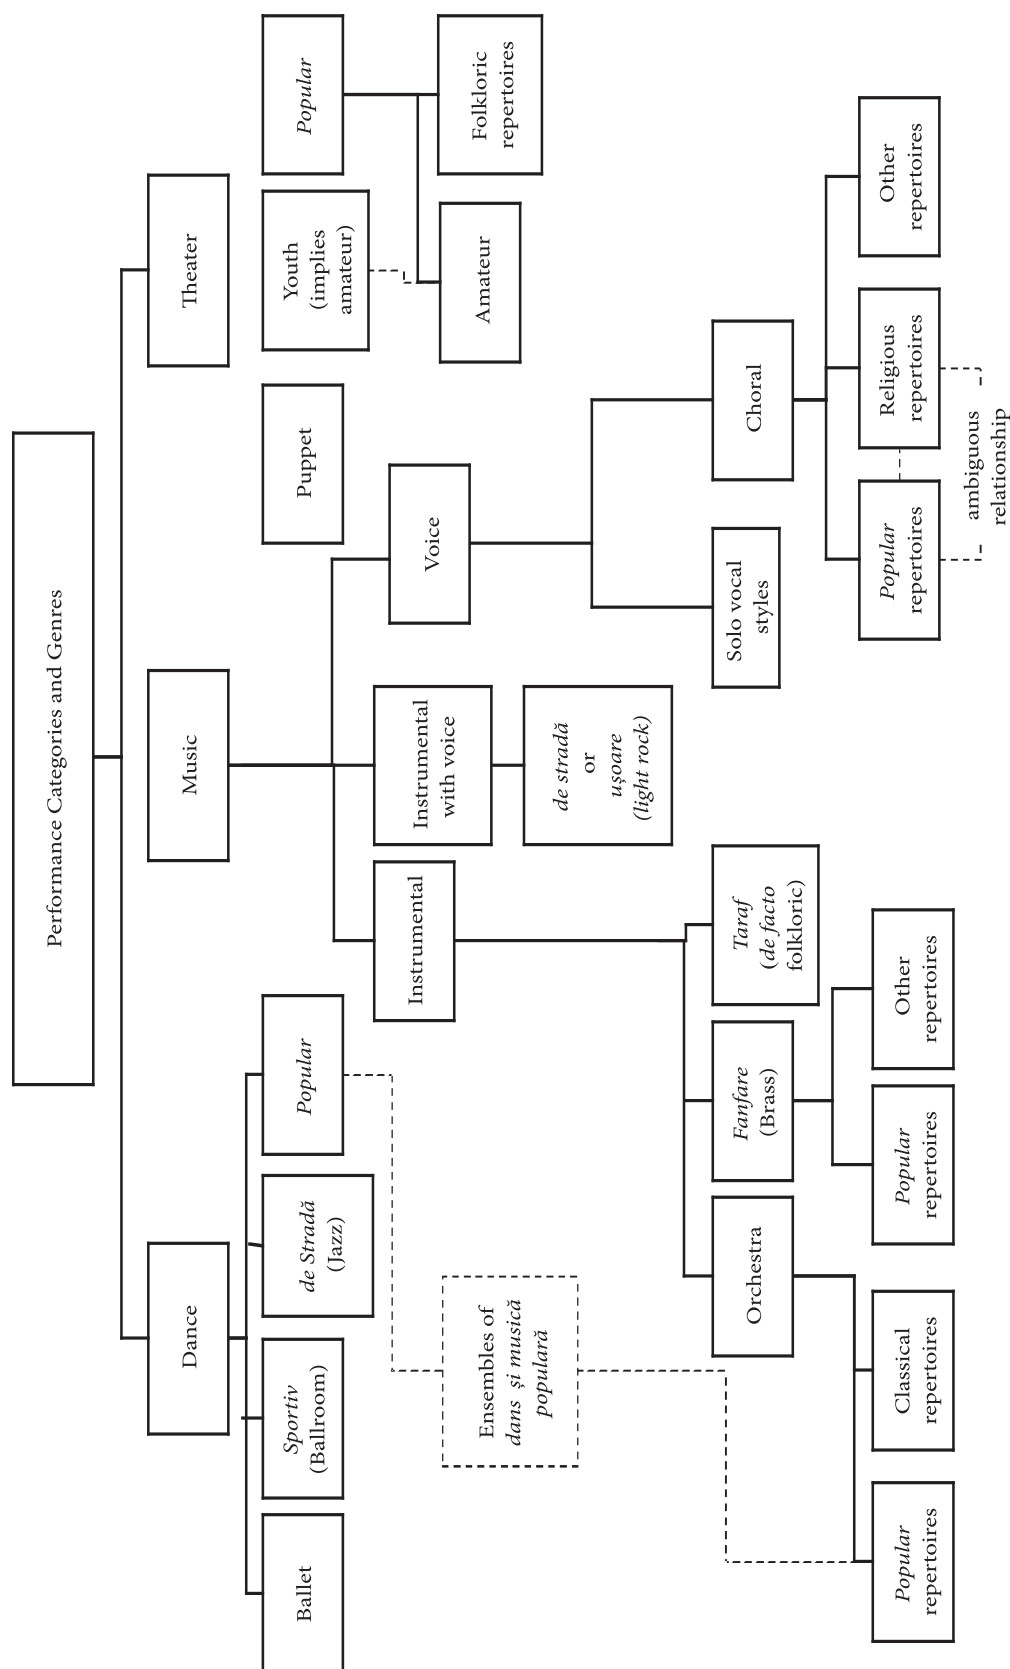 Performance Categories and Genres
Dance
Music
Theater
Ballet
Sportiv
(Ballroom)
de Stradă
(Jazz)
Popular
Puppet
Youth
(implies
amateur)
Popular
Instrumental
Instrumental
with voice
Voice
Amateur
Folkloric
repertoires
Ensembles of
dans și musică
populară
de stradă
or
ușoare
(light rock)
Orchestra
Fanfare
(Brass)
Taraf
(de facto
folkloric)
Solo vocal
styles
Choral
Popular
repertoires
Classical
repertoires
Popular
repertoires
Other
repertoires
Popular
repertoires
Religious
repertoires
Other
repertoires
ambiguous
relationship